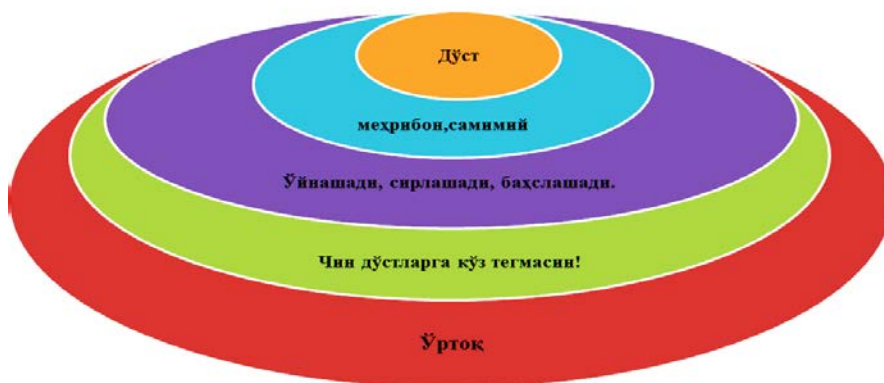 Дўст
меҳрибон,самимий
Ўйнашади, сирлашади, баҳслашади.
Чин дўстларга кўз тегмасин!
Ўртоқ